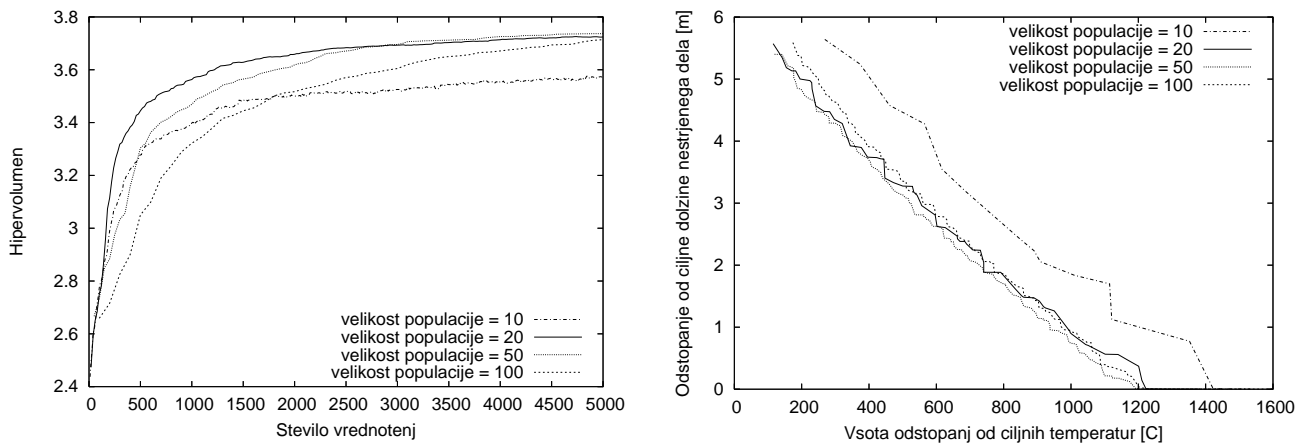 3.8
3.6
3.4
3.2
3
2.8
2.6
2.4
Hipervolumen
velikost populacije = 10
velikost populacije = 20
velikost populacije = 50
velikost populacije = 100
0 500 1000 1500 2000 2500 3000 3500 4000 4500 5000
Stevilo vrednotenj
6
5
4
3
2
1
0
Odstopanje od ciljne dolzine nestrjenega dela [m]
velikost populacije = 10
velikost populacije = 20
velikost populacije = 50
velikost populacije = 100
0 200 400 600 800 1000 1200 1400 1600
Vsota odstopanj od ciljnih temperatur [C]